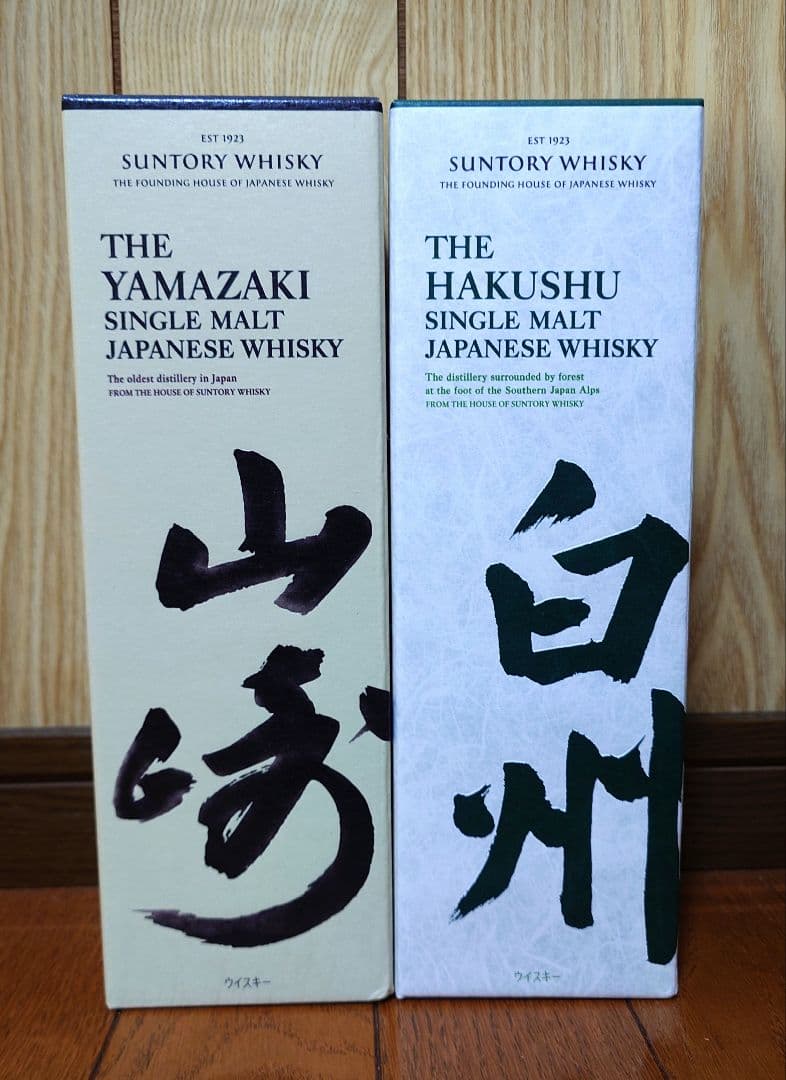 EST 1923
SUNTORY WHISKY
THE FOUNDING HOUSE OF JAPANESE WHISKY
THE
YAMAZAKI
SINGLE MALT
JAPANESE WHISKY
The oldest distillery in Japan
FROM THE HOUSE OF SUNTORY WHISKY
山崎
ウイスキー
EST 1923
SUNTORY WHISKY
THE FOUNDING HOUSE OF JAPANESE WHISKY
THE
HAKUSHU
SINGLE MALT
JAPANESE WHISKY
The distillery surrounded by forest
at the foot of the Southern Japan Alps
FROM THE HOUSE OF SUNTORY WHISKY
白州
ウイスキー